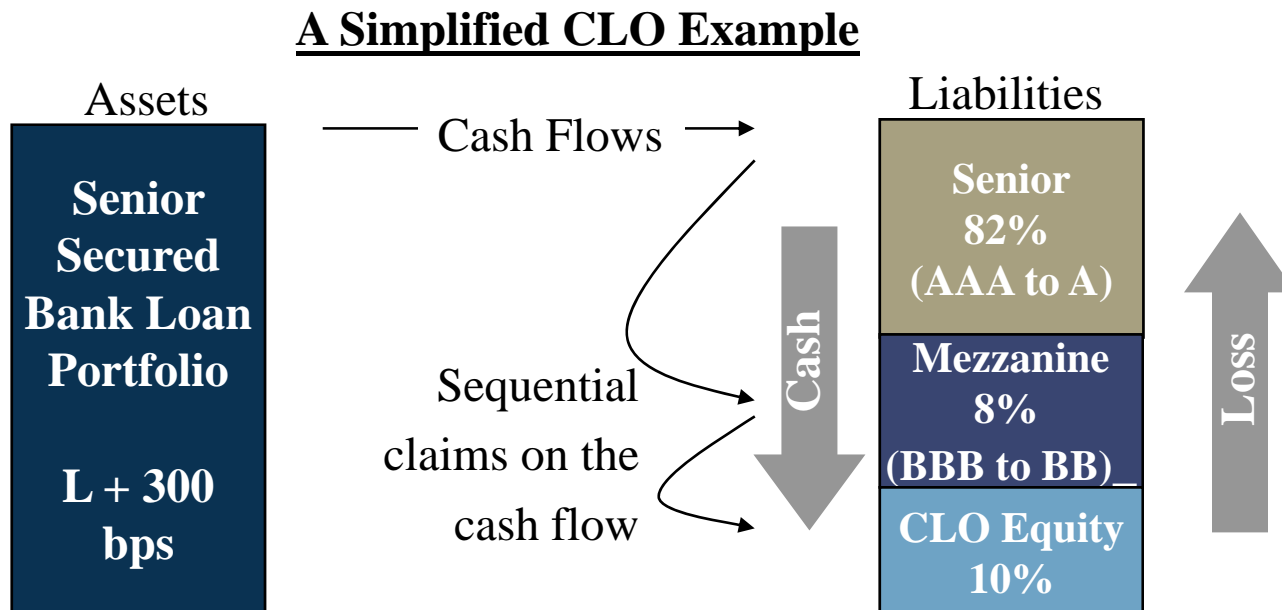 A Simplified CLO Example
Assets
Senior
Secured
Bank Loan
Portfolio
L + 300
bps
Cash Flows
Sequential
claims on the
cash flow
Cash
Liabilities
Senior
82%
(AAA to A)
Mezzanine
8%
(BBB to BB)_
CLO Equity
10%
Loss